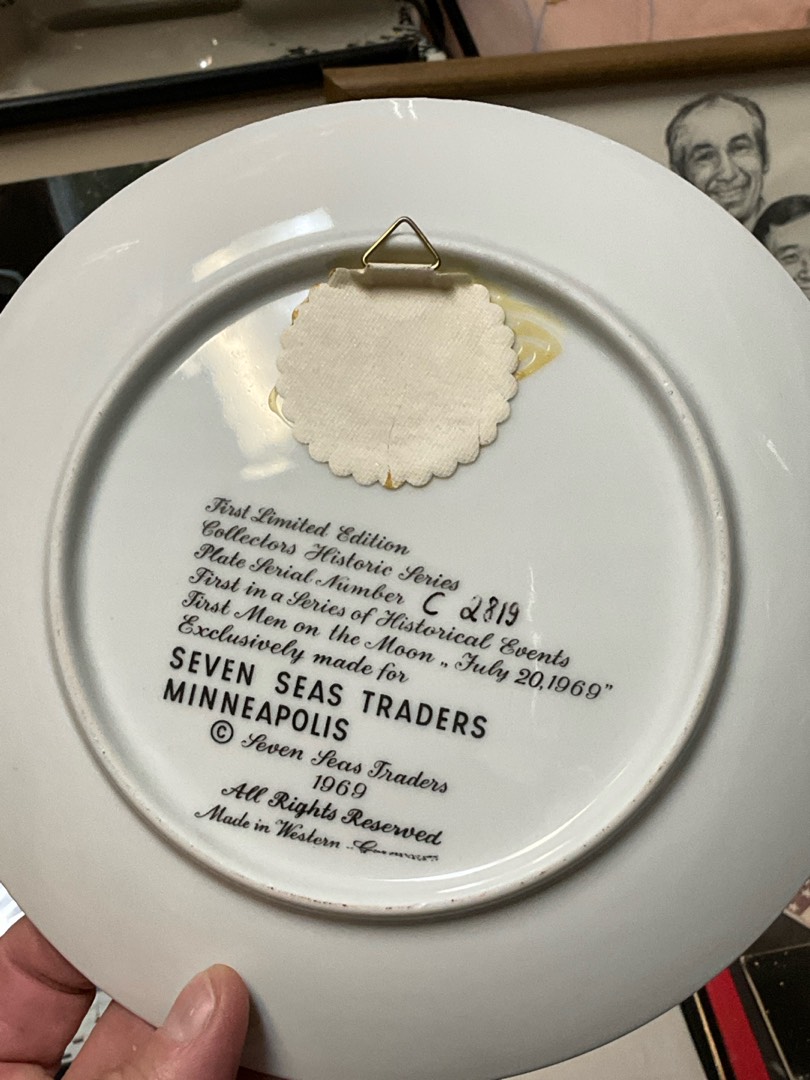 First Limited Edition
Collectors Historic Series
Plate Serial Number C 2819
First in a Series of Historical Events
First Men on the Moon „ July 20,1969”
Exclusively made for
SEVEN SEAS TRADERS
MINNEAPOLIS
© Seven Seas Traders
1969
All Rights Reserved
Made in Western